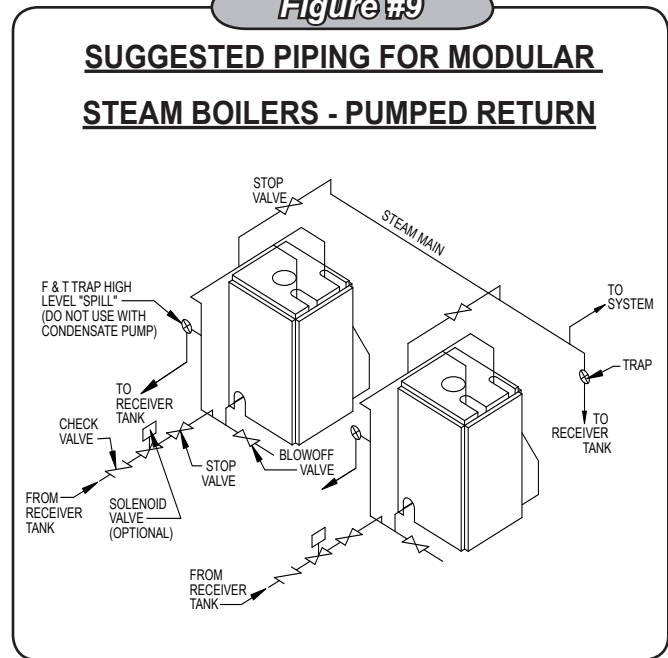 Figure #9
SUGGESTED PIPING FOR MODULAR
STEAM BOILERS - PUMPED RETURN
STOP
VALVE
STEAM MAIN
F & T TRAP HIGH
LEVEL "SPILL"
(DO NOT USE WITH
CONDENSATE PUMP)
TO
SYSTEM
TRAP
TO
RECEIVER
TANK
TO
RECEIVER
TANK
CHECK
VALVE
STOP
VALVE
BLOWOFF
VALVE
FROM
RECEIVER
TANK
SOLENOID
VALVE
(OPTIONAL)
FROM
RECEIVER
TANK